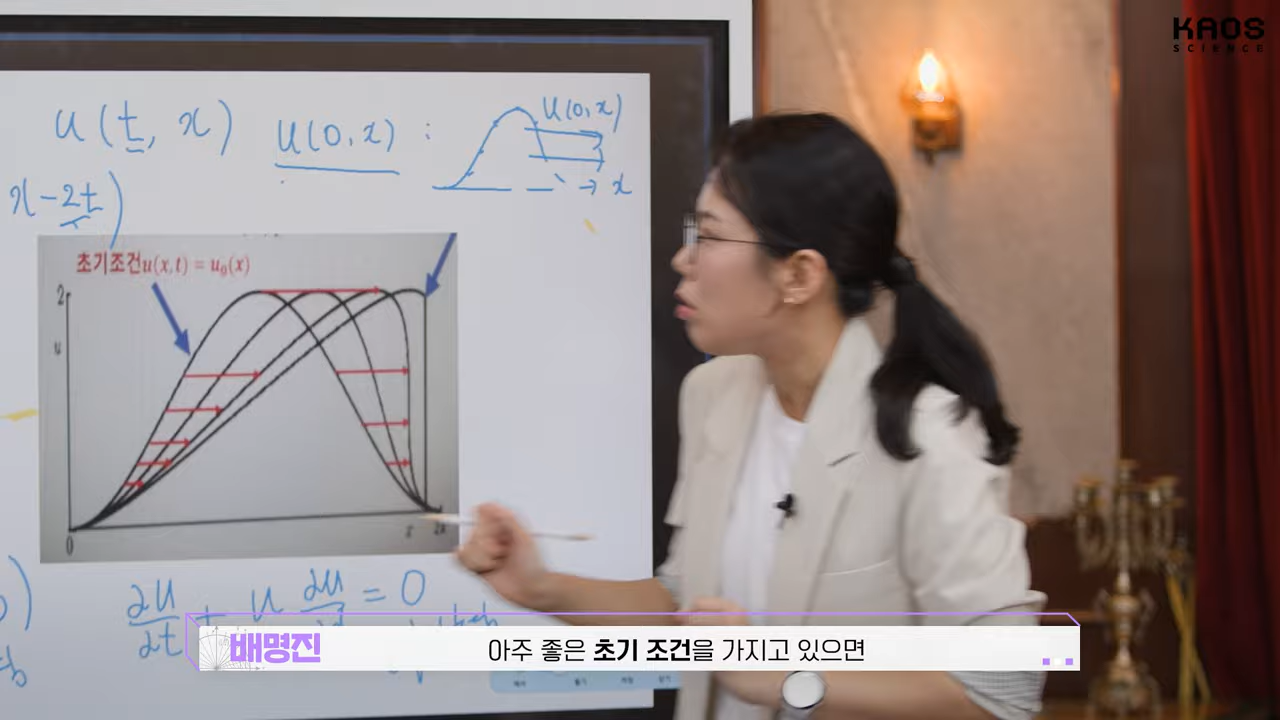 KAOS
SCIENCE
u(t, x) u(0,x) : u(0,x)
x
x-2t)
초기조건u(x,t) = u₀(x)
2
u
0
∂u/∂t + u ∂u = 0
배명진
아주 좋은 초기 조건을 가지고 있으면